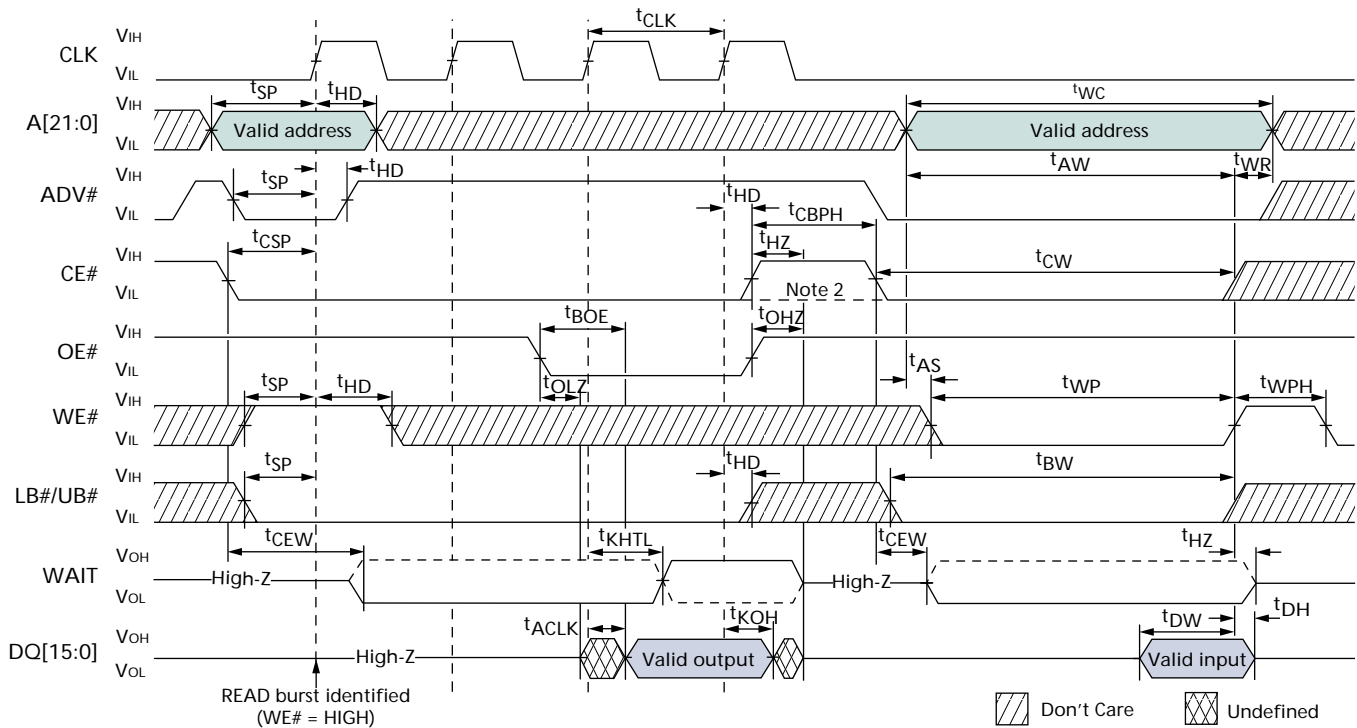 tCLK
CLK VIH
VIL
tSP tHD tWC
A[21:0] VIH
VIL
Valid address Valid address
tHD tAW tWR
ADV# VIH
VIL
tSP tHD tCBPH
tCSP tHZ
CE# VIH
VIL
tCW
Note 2
tBOE tOHZ
OE# VIH
VIL
tAS
tSP tHD tOLZ tWP tWPH
WE# VIH
VIL
tSP tHD tBW
LB#/UB# VIH
VIL
tCEW tKHTL tCEW tHZ
WAIT VOH
VOL
High-Z High-Z
tACLK tKOH tDW tDH
DQ[15:0] VOH
VOL
High-Z Valid output Valid input
READ burst identified
(WE# = HIGH)
Don't Care Undefined